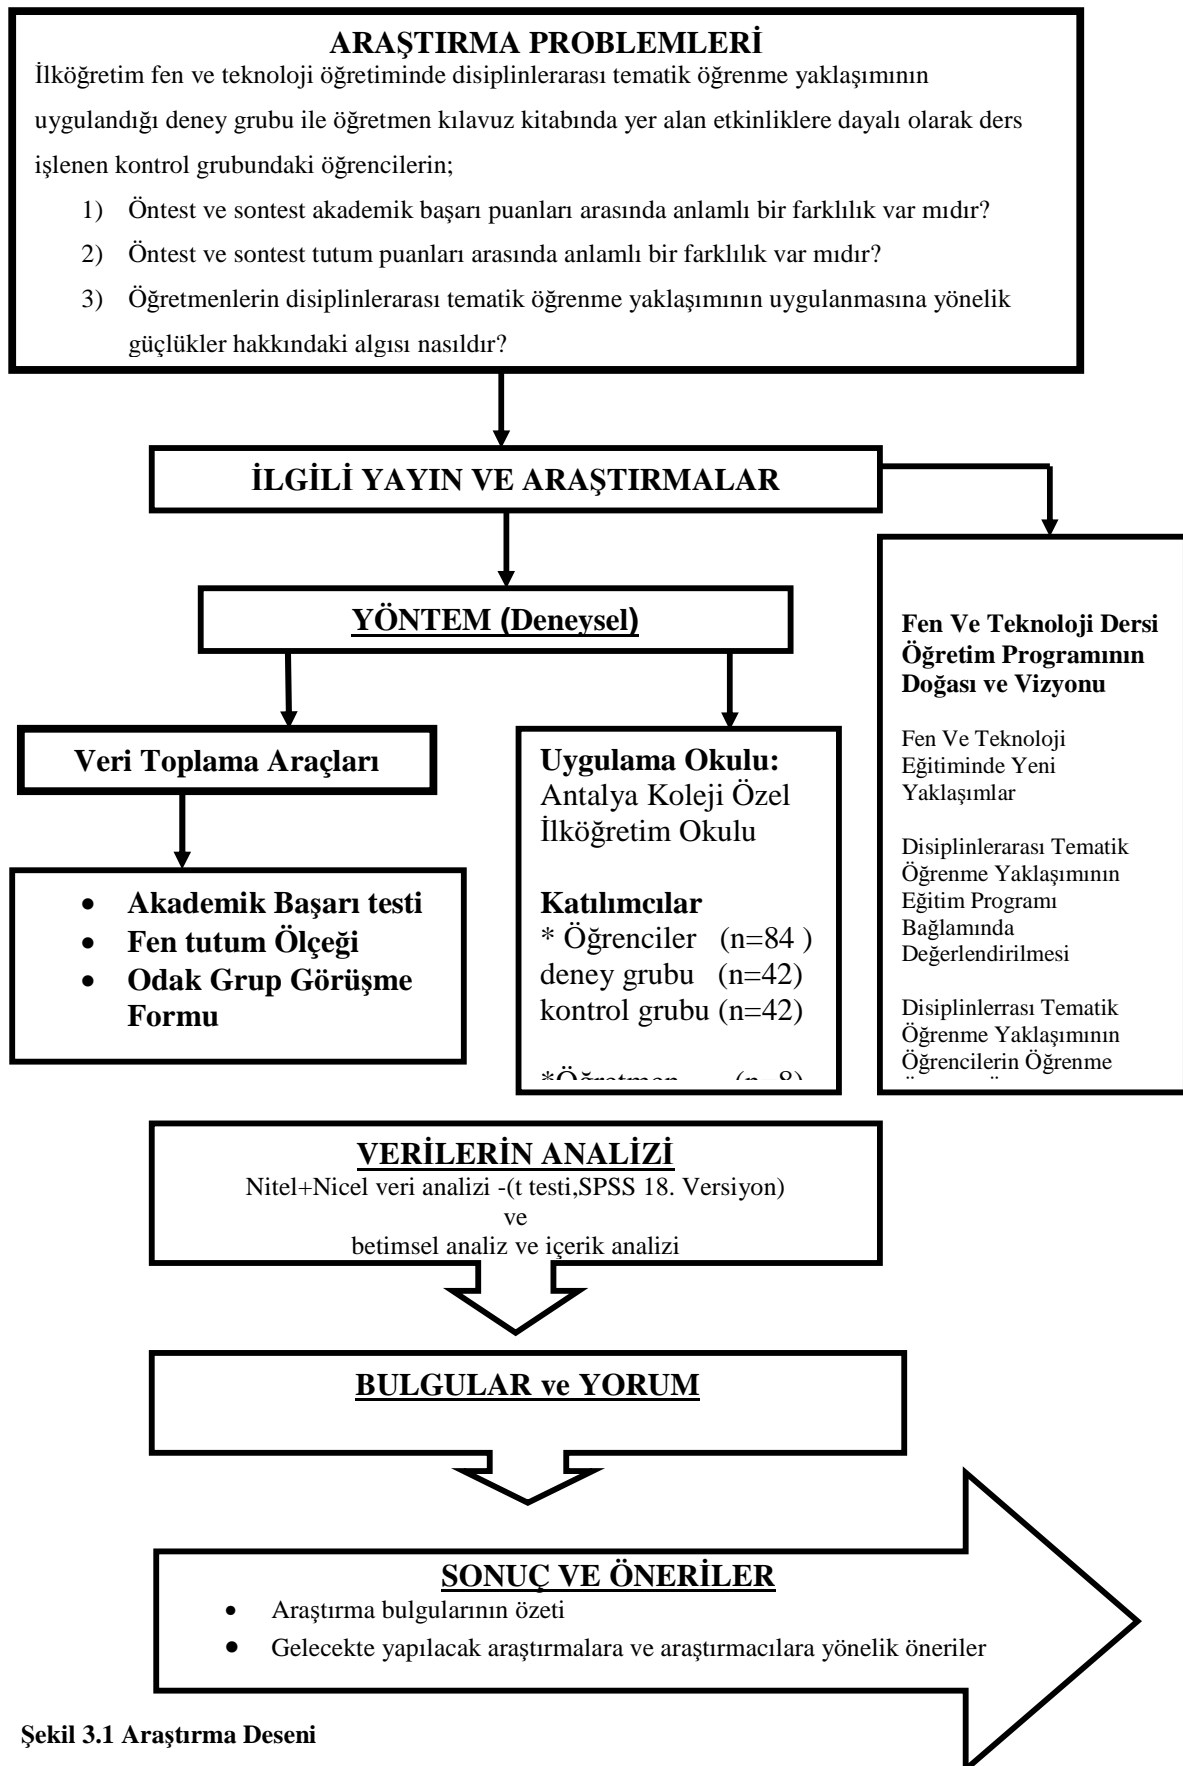 ARAŞTIRMA PROBLEMLERİ
İlköğretim fen ve teknoloji öğretiminde disiplinlerarası tematik öğrenme yaklaşımının
uygulandığı deney grubu ile öğretmen kılavuz kitabında yer alan etkinliklere dayalı olarak ders
işlenen kontrol grubundaki öğrencilerin;
1) Öntest ve sontest akademik başarı puanları arasında anlamlı bir farklılık var mıdır?
2) Öntest ve sontest tutum puanları arasında anlamlı bir farklılık var mıdır?
3) Öğretmenlerin disiplinlerarası tematik öğrenme yaklaşımının uygulanmasına yönelik
güçlükler hakkındaki algısı nasıldır?
İLGİLİ YAYIN VE ARAŞTIRMALAR
YÖNTEM (Deneysel)
Veri Toplama Araçları
• Akademik Başarı testi
• Fen tutum Ölçeği
• Odak Grup Görüşme
Formu
Uygulama Okulu:
Antalya Koleji Özel
İlköğretim Okulu
Katılımcılar
* Öğrenciler (n=84 )
deney grubu (n=42)
kontrol grubu (n=42)
*Öğretmen (n=8)
Fen Ve Teknoloji Dersi
Öğretim Programının
Doğası ve Vizyonu
Fen Ve Teknoloji
Eğitiminde Yeni
Yaklaşımlar
Disiplinlerarası Tematik
Öğrenme Yaklaşımının
Eğitim Programı
Bağlamında
Değerlendirilmesi
Disiplinlerrası Tematik
Öğrenme Yaklaşımının
Öğrencilerin Öğrenme
VERİLERİN ANALİZİ
Nitel+Nicel veri analizi -(t testi,SPSS 18. Versiyon)
ve
betimsel analiz ve içerik analizi
BULGULAR ve YORUM
SONUÇ VE ÖNERİLER
• Araştırma bulgularının özeti
• Gelecekte yapılacak araştırmalara ve araştırmacılara yönelik öneriler
Şekil 3.1 Araştırma Deseni